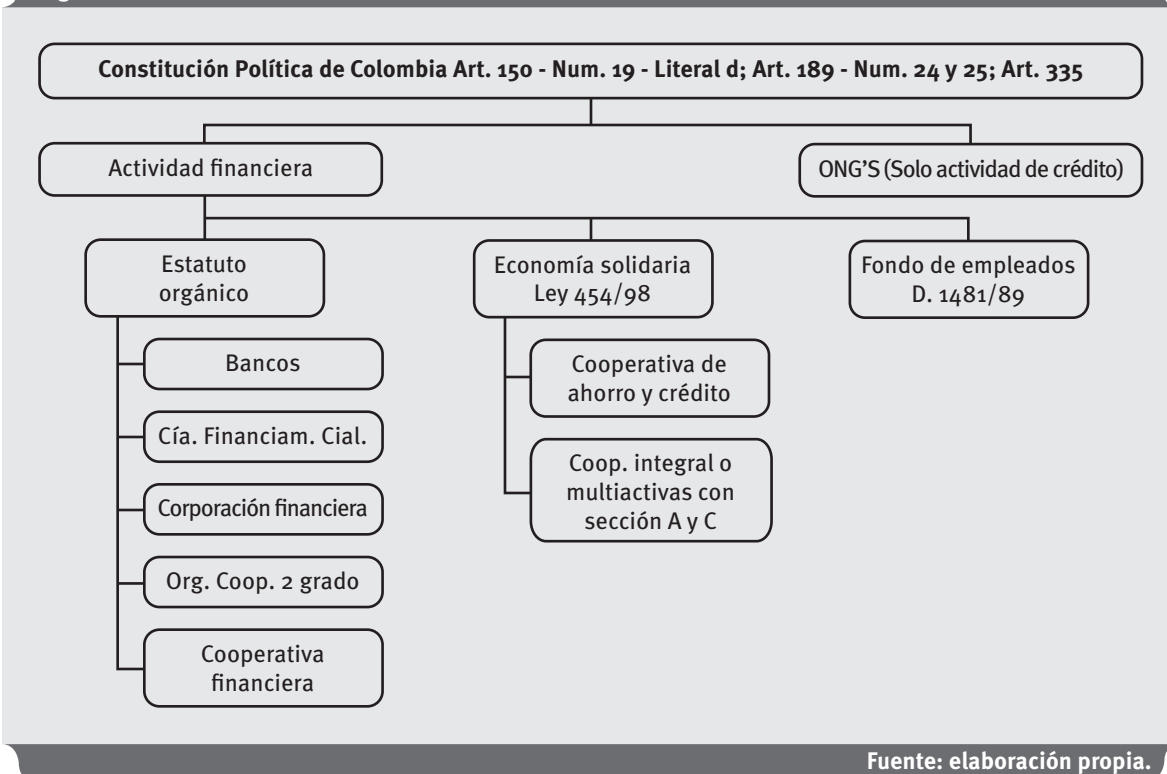 Constitución Política de Colombia Art. 150 - Num. 19 - Literal d; Art. 189 - Num. 24 y 25; Art. 335
Actividad financiera
ONG'S (Solo actividad de crédito)
Estatuto
orgánico
Economía solidaria
Ley 454/98
Fondo de empleados
D. 1481/89
Bancos
Cía. Financiam. Cial.
Corporación financiera
Org. Coop. 2 grado
Cooperativa
financiera
Cooperativa de
ahorro y crédito
Coop. integral o
multiactivas con
sección A y C
Fuente: elaboración propia.